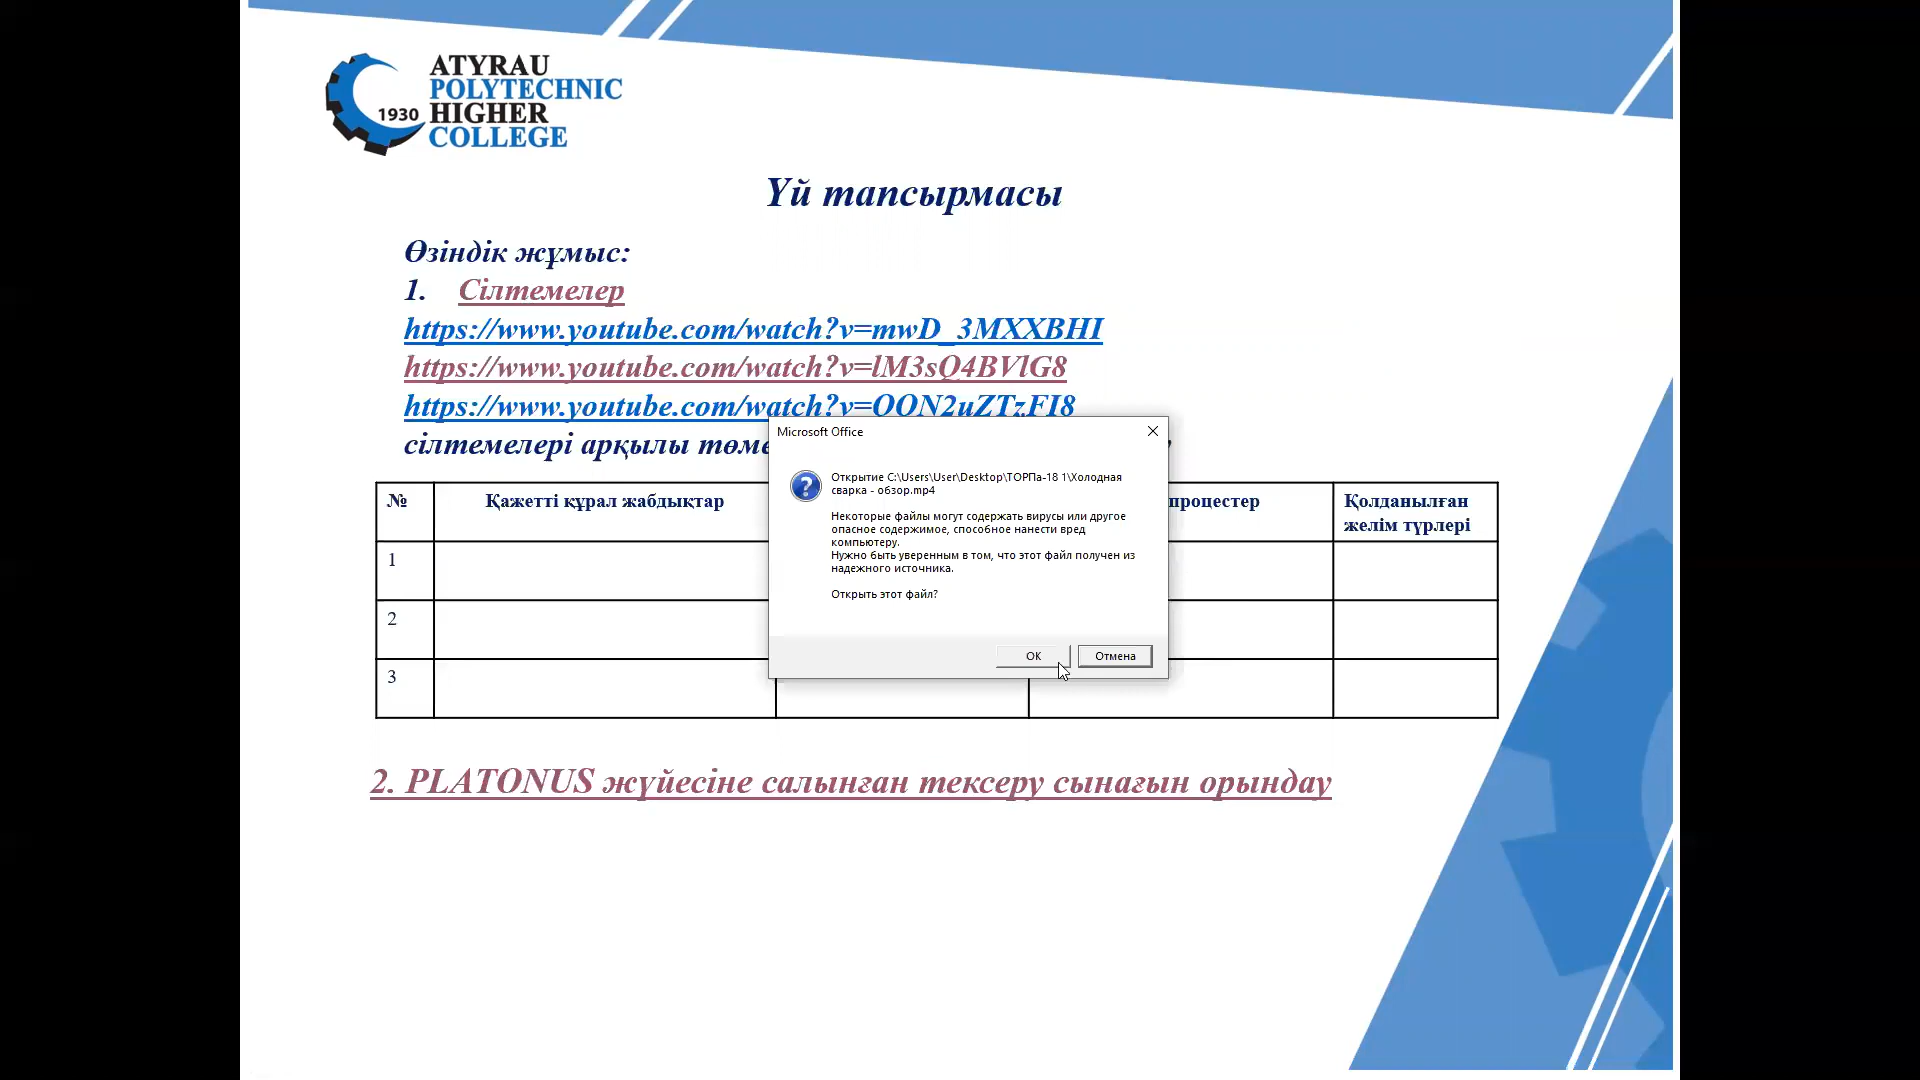 ATYRAU
POLYTECHNIC
1930 HIGHER
COLLEGE
Үй тапсырмасы
Өзіндік жұмыс:
1. Сілтемелер
https://www.youtube.com/watch?v=mwD_3MXXBHI
https://www.youtube.com/watch?v=lM3sQ4BVlG8
https://www.youtube.com/watch?v=OON2uZTzFI8
сілтемелері арқылы
Microsoft Office
Открытие C:\Users\User\Desktop\ТОРПа-18 1\Холодная
сварка - обзор.mp4
Некоторые файлы могут содержать вирусы или другое
опасное содержимое, способное нанести вред
компьютеру.
Нужно быть уверенным в том, что этот файл получен из
надежного источника.
Открыть этот файл?
ОК Отмена
№ Қажетті құрал жабдықтар процестер Қолданылған
желім түрлері
1
2
3
2. PLATONUS жүйесіне салынған тексеру сынағын орындау